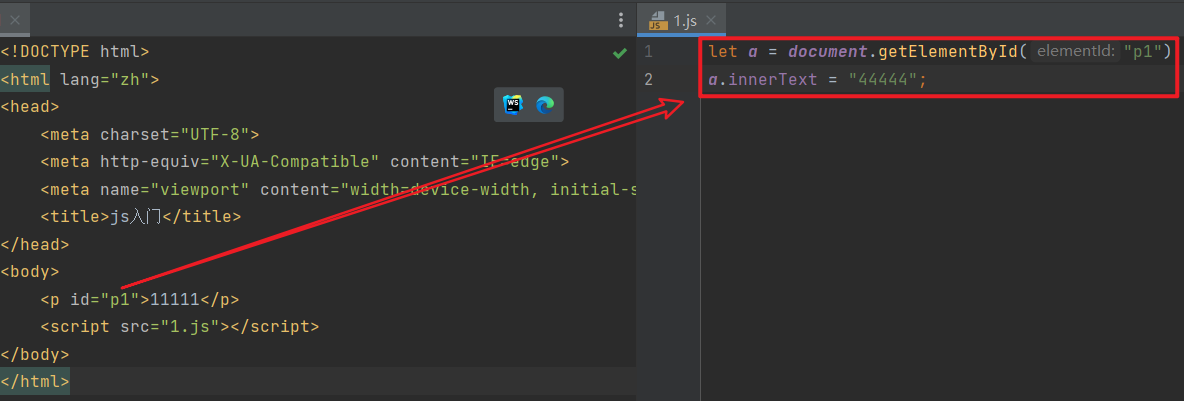 <!DOCTYPE html>
<html lang="zh">
<head>
    <meta charset="UTF-8">
    <meta http-equiv="X-UA-Compatible" content="IE=edge">
    <meta name="viewport" content="width=device-width, initial-s
    <title>js入门</title>
</head>
<body>
    <p id="p1">11111</p>
    <script src="1.js"></script>
</body>
</html>
WS
JS 1.js
1 let a = document.getElementById( elementId: "p1")
2 a.innerText = "44444";